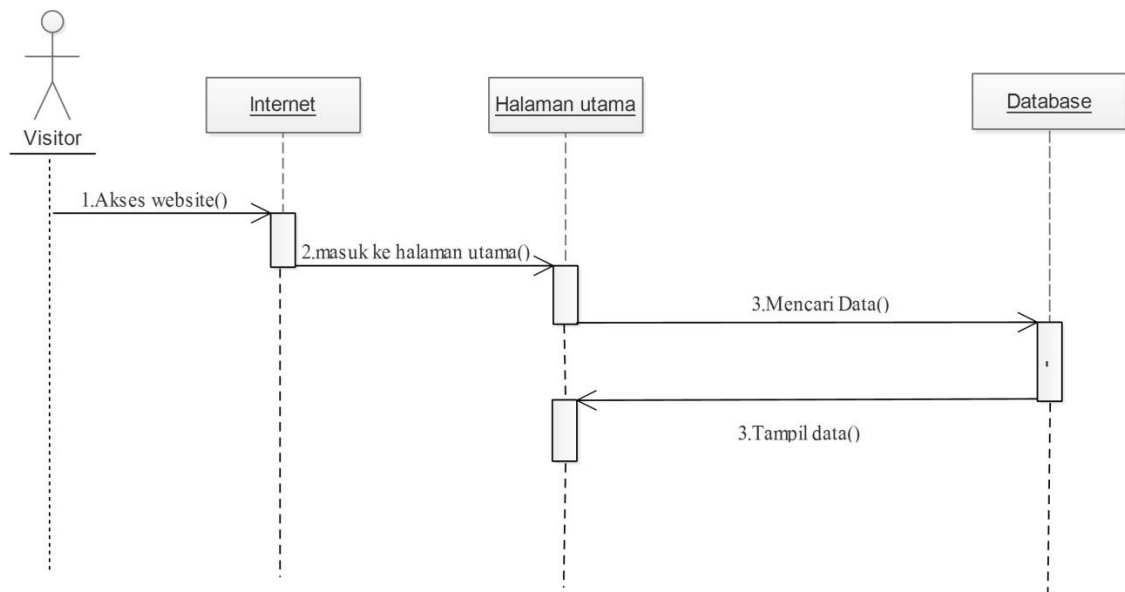 Visitor
Internet
Halaman utama
Database
1.Akses website()
2.masuk ke halaman utama()
3.Mencari Data()
3.Tampil data()